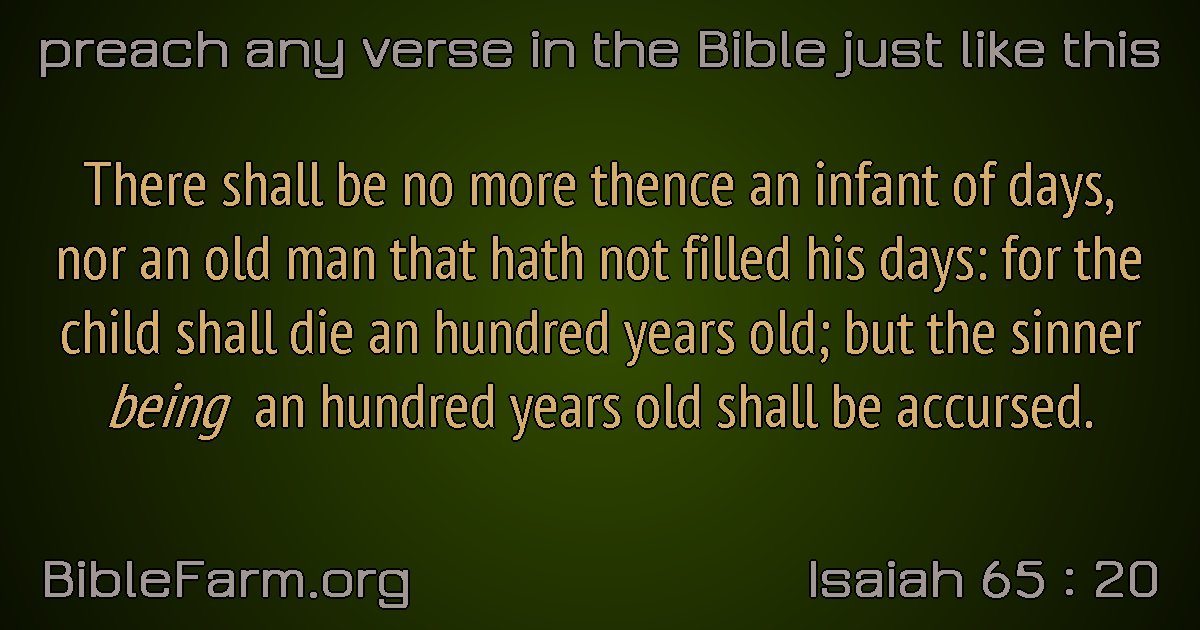 preach any verse in the Bible just like this
There shall be no more thence an infant of days,
nor an old man that hath not filled his days: for the
child shall die an hundred years old; but the sinner
being an hundred years old shall be accursed.
BibleFarm.org
Isaiah 65 : 20